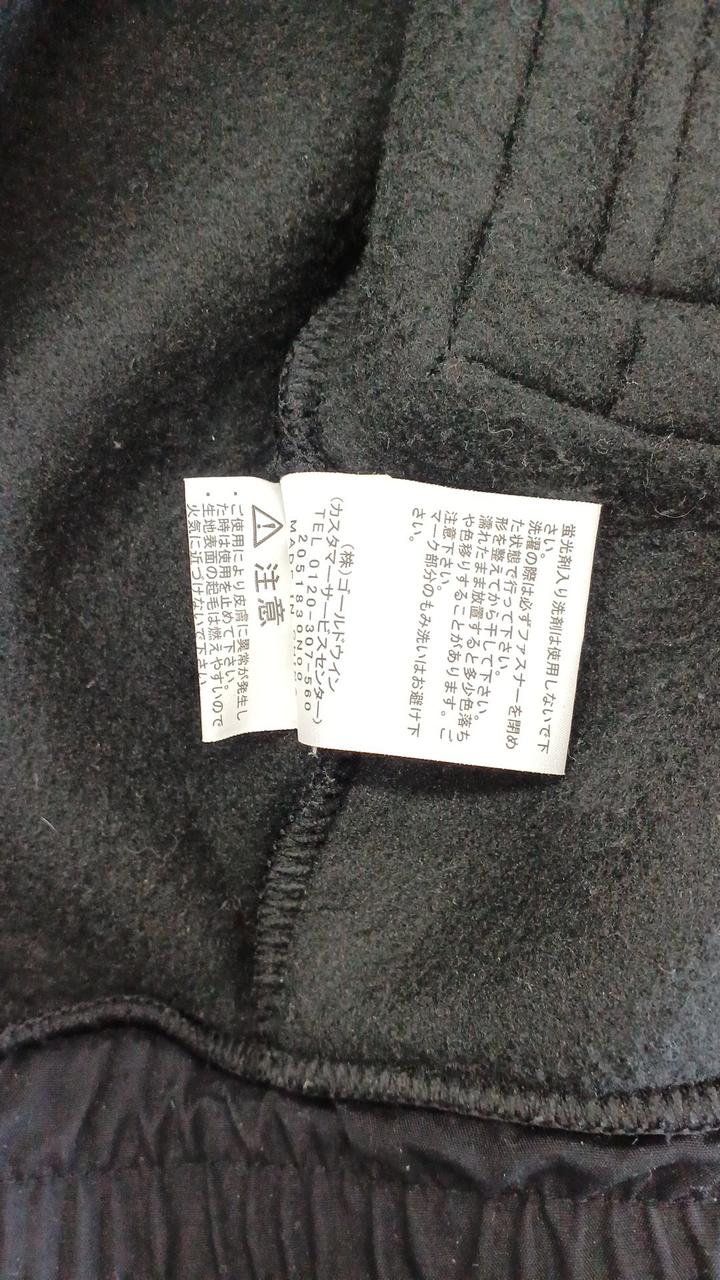 蛍光剤入り洗剤は使用しないで下
さい。
洗濯の際は必ずファスナーを閉め
た状態で行って下さい。
形を整えてから干して下さい。
濡れたまま放置すると多少色落ち
や色移りすることがあります。ご
注意下さい。
マーク部分のもみ洗いはお避け下
さい。
(株)ゴールドウイン
(カスタマーサービスセンター)
TEL 0120-307-560
⚠ 注意
・ご使用により皮膚に異常が発生し
た時は使用を止めて下さい。
・生地表面の起毛は燃えやすいので
火気に近づけないで下さい